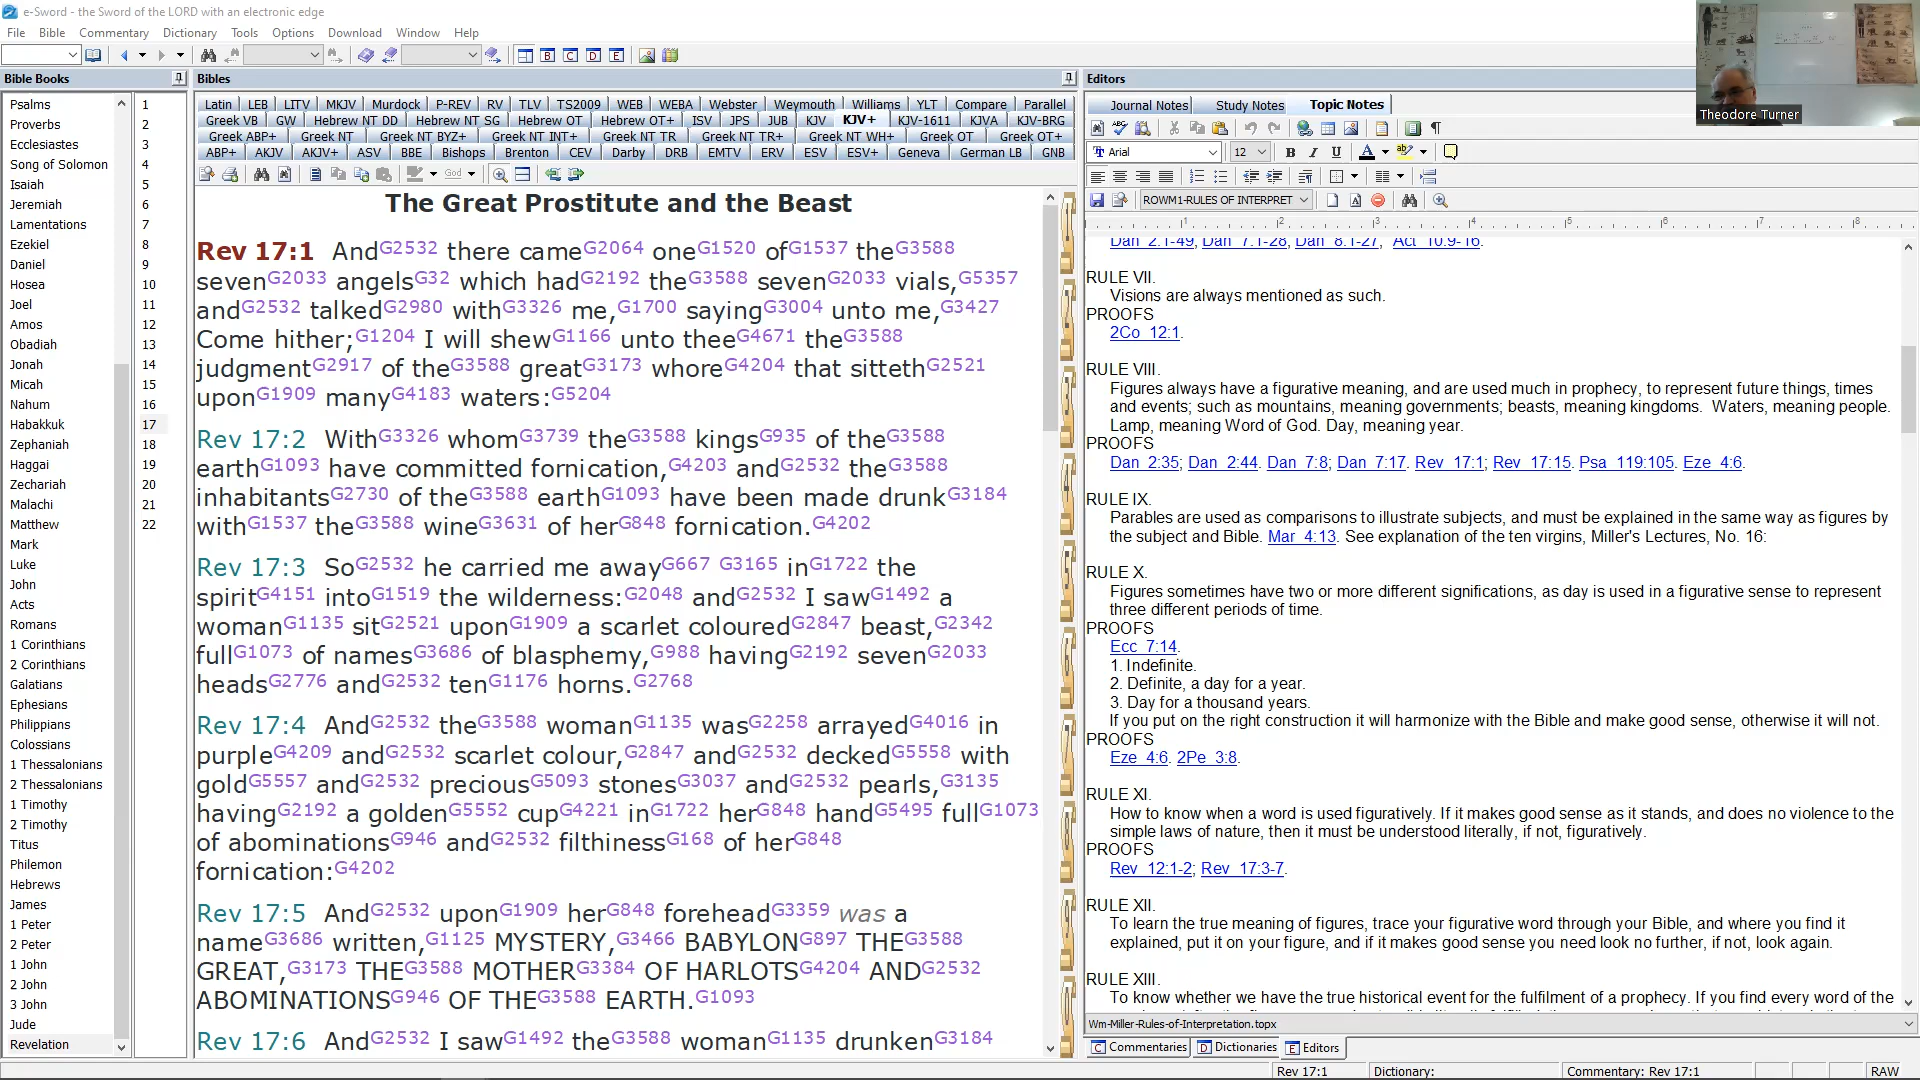 e-Sword - the Sword of the LORD with an electronic edge
File Bible Commentary Dictionary Tools Options Download Window Help
Bible Books
Bibles
Editors
Psalms
Proverbs
Ecclesiastes
Song of Solomon
Isaiah
Jeremiah
Lamentations
Ezekiel
Daniel
Hosea
Joel
Amos
Obadiah
Jonah
Micah
Nahum
Habakkuk
Zephaniah
Haggai
Zechariah
Malachi
Matthew
Mark
Luke
John
Acts
Romans
1 Corinthians
2 Corinthians
Galatians
Ephesians
Philippians
Colossians
1 Thessalonians
2 Thessalonians
1 Timothy
2 Timothy
Titus
Philemon
Hebrews
James
1 Peter
2 Peter
1 John
2 John
3 John
Jude
Revelation
1
2
3
4
5
6
7
8
9
10
11
12
13
14
15
16
17
18
19
20
21
22
Latin LEB LITV MKJV Murdock P-REV RV TLV TS2009 WEB WEBA Webster Weymouth Williams YLT Compare Parallel
Greek VB GW Hebrew NT DD Hebrew NT SG Hebrew OT Hebrew OT+ ISV JPS JUB KJV KJV+ KJV-1611 KJVA KJV-BRG
Greek ABP+ Greek NT Greek NT BYZ+ Greek NT INT+ Greek NT TR Greek NT TR+ Greek NT WH+ Greek OT Greek OT+
ABP+ AKJV AKJV+ ASV BBE Bishops Brenton CEV Darby DRB EMTV ERV ESV ESV+ Geneva German LB GNB
God
The Great Prostitute and the Beast
Rev 17:1 AndG2532 there cameG2064 oneG1520 ofG1537 theG3588
sevenG2033 angelsG32 which hadG2192 theG3588 sevenG2033 vials,G5357
andG2532 talkedG2980 withG3326 me,G1700 sayingG3004 unto me,G3427
Come hither;G1204 I will shewG1166 unto theeG4671 theG3588
judgmentG2917 of theG3588 greatG3173 whoreG4204 that sittethG2521
uponG1909 manyG4183 waters:G5204
Rev 17:2 WithG3326 whomG3739 theG3588 kingsG935 of theG3588
earthG1093 have committed fornication,G4203 andG2532 theG3588
inhabitantsG2730 of theG3588 earthG1093 have been made drunkG3184
withG1537 theG3588 wineG3631 of herG848 fornication.G4202
Rev 17:3 SoG2532 he carried me awayG667 G3165 inG1722 the
spiritG4151 intoG1519 the wilderness:G2048 andG2532 I sawG1492 a
womanG1135 sitG2521 uponG1909 a scarlet colouredG2847 beast,G2342
fullG1073 of namesG3686 of blasphemy,G988 havingG2192 sevenG2033
headsG2776 andG2532 tenG1176 horns.G2768
Rev 17:4 AndG2532 theG3588 womanG1135 wasG2258 arrayedG4016 in
purpleG4209 andG2532 scarlet colour,G2847 andG2532 deckedG5558 with
goldG5557 andG2532 preciousG5093 stonesG3037 andG2532 pearls,G3135
havingG2192 a goldenG5552 cupG4221 inG1722 herG848 handG5495 fullG1073
of abominationsG946 andG2532 filthinessG168 of herG848
fornication:G4202
Rev 17:5 AndG2532 uponG1909 herG848 foreheadG3359 was a
nameG3686 written,G1125 MYSTERY,G3466 BABYLONG897 THEG3588
GREAT,G3173 THEG3588 MOTHERG3384 OF HARLOTSG4204 ANDG2532
ABOMINATIONSG946 OF THEG3588 EARTH.G1093
Rev 17:6 AndG2532 I sawG1492 theG3588 womanG1135 drunkenG3184
Theodore Turner
Journal Notes Study Notes Topic Notes
Arial 12 B I U A ab
ROWM1-RULES OF INTERPRET
1 2 3 4 5 6 7 8
Dan_2:1-49; Dan_7:1-28; Dan_8:1-27; Act_10:9-16.
RULE VII.
Visions are always mentioned as such.
PROOFS
2Co_12:1.
RULE VIII.
Figures always have a figurative meaning, and are used much in prophecy, to represent future things, times
and events; such as mountains, meaning governments; beasts, meaning kingdoms. Waters, meaning people.
Lamp, meaning Word of God. Day, meaning year.
PROOFS
Dan_2:35; Dan_2:44. Dan_7:8; Dan_7:17. Rev_17:1; Rev_17:15. Psa_119:105. Eze_4:6.
RULE IX.
Parables are used as comparisons to illustrate subjects, and must be explained in the same way as figures by
the subject and Bible. Mar_4:13. See explanation of the ten virgins, Miller's Lectures, No. 16:
RULE X.
Figures sometimes have two or more different significations, as day is used in a figurative sense to represent
three different periods of time.
PROOFS
Ecc_7:14.
1. Indefinite.
2. Definite, a day for a year.
3. Day for a thousand years.
If you put on the right construction it will harmonize with the Bible and make good sense, otherwise it will not.
PROOFS
Eze_4:6. 2Pe_3:8.
RULE XI.
How to know when a word is used figuratively. If it makes good sense as it stands, and does no violence to the
simple laws of nature, then it must be understood literally, if not, figuratively.
PROOFS
Rev_12:1-2; Rev_17:3-7.
RULE XII.
To learn the true meaning of figures, trace your figurative word through your Bible, and where you find it
explained, put it on your figure, and if it makes good sense you need look no further, if not, look again.
RULE XIII.
To know whether we have the true historical event for the fulfilment of a prophecy. If you find every word of the
Wm-Miller-Rules-of-Interpretation.topx
Commentaries Dictionaries Editors
Rev 17:1 Dictionary: Commentary: Rev 17:1 RAW